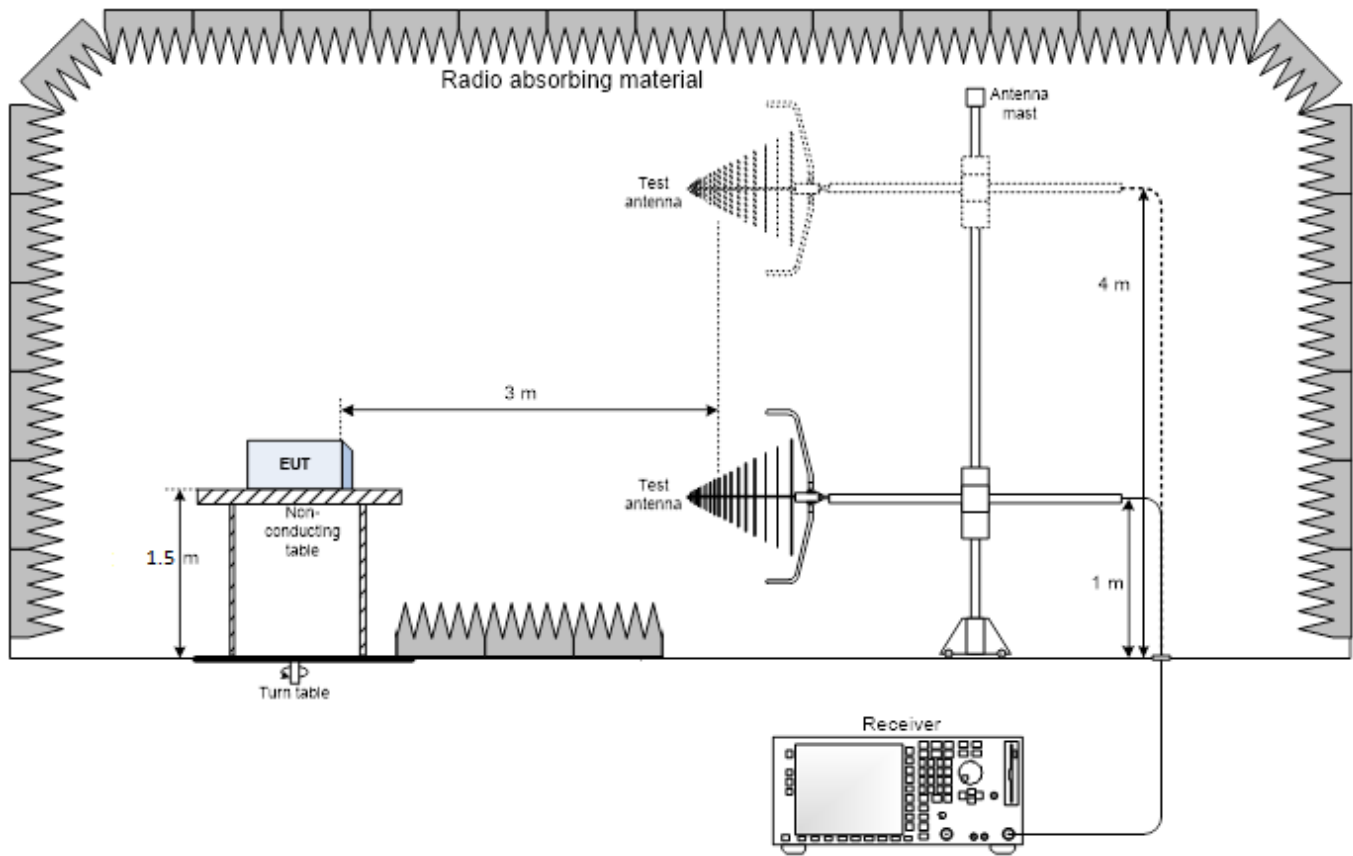 Radio absorbing material
Antenna
mast
Test
antenna
4 m
3 m
EUT
Test
antenna
Non-
conducting
table
1.5 m
1 m
Turn table
Receiver